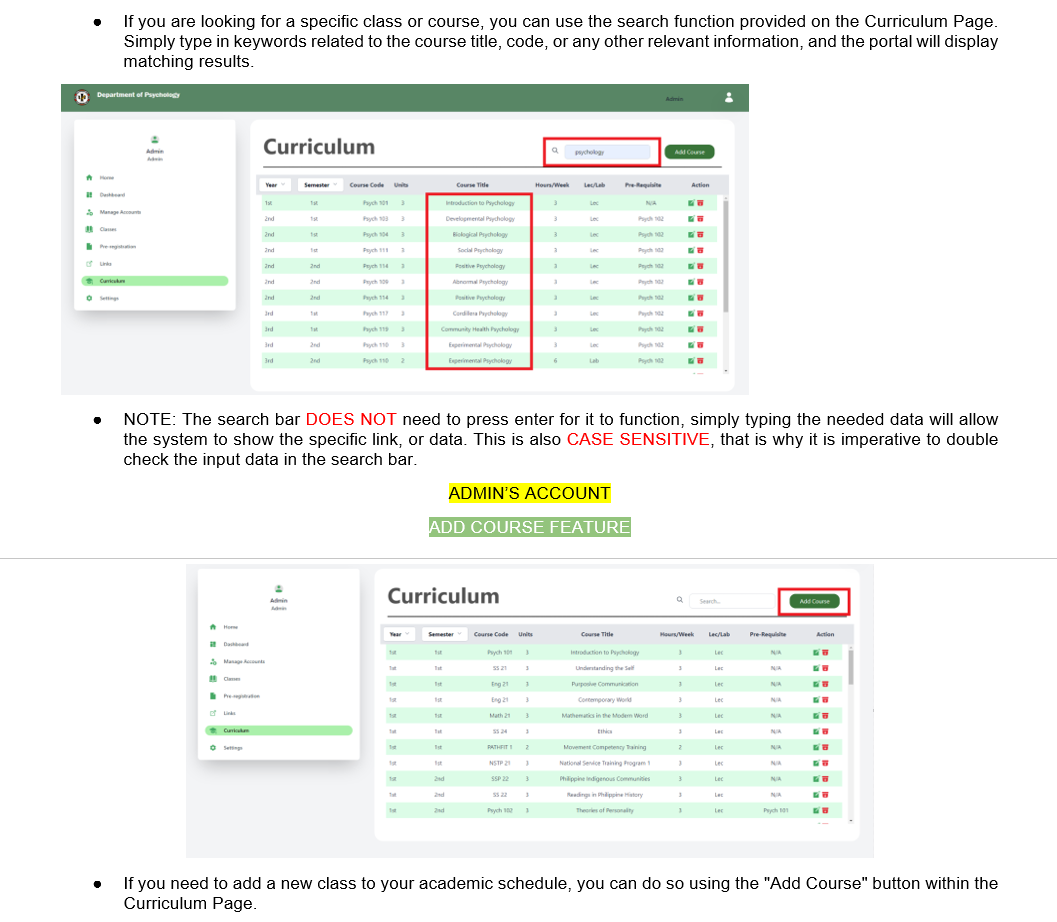 ● If you are looking for a specific class or course, you can use the search function provided on the Curriculum Page.
Simply type in keywords related to the course title, code, or any other relevant information, and the portal will display
matching results.
Department of Psychology Admin
Admin
Admin
Home
Dashboard
Manage Accounts
Classes
Pre-registration
Links
Curriculum
Settings
Curriculum psychology Add Course
Year Semester Course Code Units Course Title Hours/Week Lec/Lab Pre-Requisite Action
1st 1st Psych 101 3 Introduction to Psychology 3 Lec N/A
2nd 1st Psych 103 3 Developmental Psychology 3 Lec Psych 102
2nd 1st Psych 104 3 Biological Psychology 3 Lec Psych 102
2nd 1st Psych 111 3 Social Psychology 3 Lec Psych 102
2nd 2nd Psych 114 3 Positive Psychology 3 Lec Psych 102
2nd 2nd Psych 109 3 Abnormal Psychology 3 Lec Psych 102
2nd 2nd Psych 114 3 Positive Psychology 3 Lec Psych 102
3rd 1st Psych 117 3 Cordillera Psychology 3 Lec Psych 102
3rd 1st Psych 119 3 Community Health Psychology 3 Lec Psych 102
3rd 2nd Psych 110 3 Experimental Psychology 3 Lec Psych 102
3rd 2nd Psych 110 2 Experimental Psychology 6 Lab Psych 102
● NOTE: The search bar DOES NOT need to press enter for it to function, simply typing the needed data will allow
the system to show the specific link, or data. This is also CASE SENSITIVE, that is why it is imperative to double
check the input data in the search bar.
ADMIN’S ACCOUNT
ADD COURSE FEATURE
Admin
Admin
Home
Dashboard
Manage Accounts
Classes
Pre-registration
Links
Curriculum
Settings
Curriculum Search... Add Course
Year Semester Course Code Units Course Title Hours/Week Lec/Lab Pre-Requisite Action
1st 1st Psych 101 3 Introduction to Psychology 3 Lec N/A
1st 1st SS 21 3 Understanding the Self 3 Lec N/A
1st 1st Eng 21 3 Purposive Communication 3 Lec N/A
1st 1st Eng 21 3 Contemporary World 3 Lec N/A
1st 1st Math 21 3 Mathematics in the Modern Word 3 Lec N/A
1st 1st SS 24 3 Ethics 3 Lec N/A
1st 1st PATHFIT 1 2 Movement Competency Training 2 Lec N/A
1st 1st NSTP 21 3 National Service Training Program 1 3 Lec N/A
1st 2nd SSP 22 3 Philippine Indigenous Communities 3 Lec N/A
1st 2nd SS 22 3 Readings in Philippine History 3 Lec N/A
1st 2nd Psych 102 3 Theories of Personality 3 Lec Psych 101
● If you need to add a new class to your academic schedule, you can do so using the "Add Course" button within the
Curriculum Page.